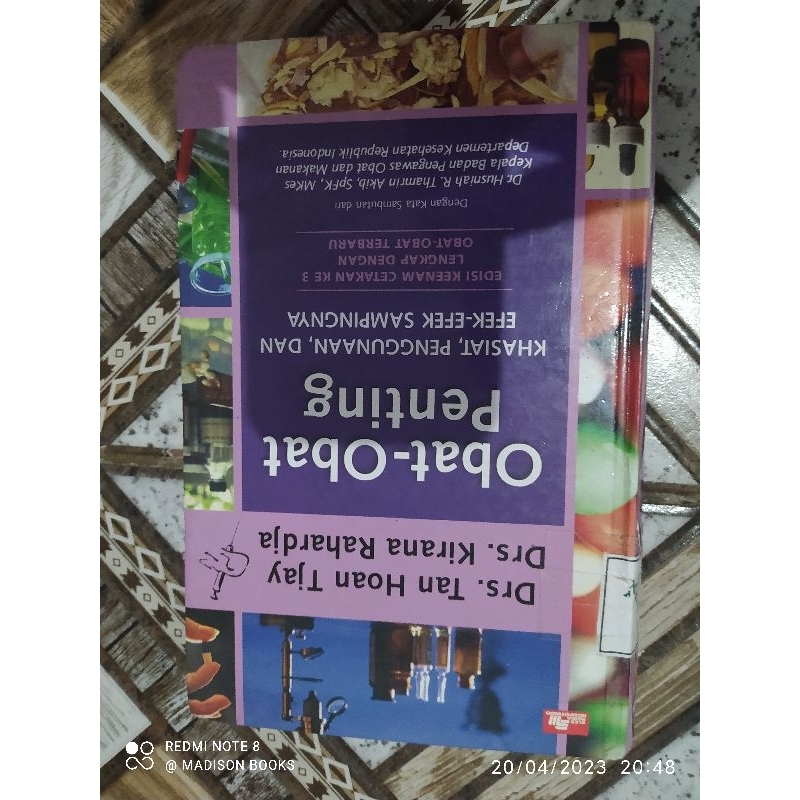 Drs. Tan Hoan Tjay
Drs. Kirana Rahardja
Obat-Obat
Penting
KHASIAT, PENGGUNAAN, DAN
EFEK-EFEK SAMPINGNYA
EDISI KEENAM CETAKAN KE 3
LENGKAP DENGAN
OBAT-OBAT TERBARU
Dengan Kata Sambutan dari
Dr. Husniah R. Thamrin Akib, SpFK, MKes
Kepala Badan Pengawas Obat dan Makanan
Departemen Kesehatan Republik Indonesia.
REDMI NOTE 8
@ MADISON BOOKS
20/04/2023 20:48